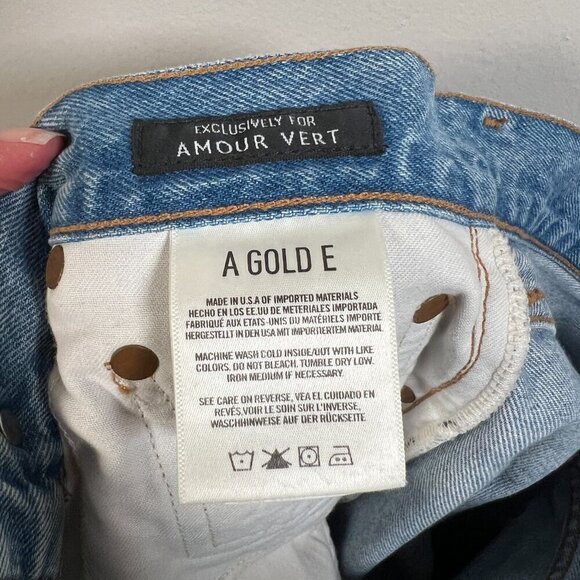 EXCLUSIVELY FOR
AMOUR VERT
A GOLD E
MADE IN U.S.A OF IMPORTED MATERIALS
HECHO EN LOS EE.UU DE METERIALES IMPORTADA
FABRIQUÉ AUX ETATS-UNIS DU MATÉRIELS IMPORTÉ
HERGESTELLT IN DEN USA MIT IMPORTIERTEM MATERIAL
MACHINE WASH COLD INSIDE/OUT WITH LIKE
COLORS. DO NOT BLEACH. TUMBLE DRY LOW.
IRON MEDIUM IF NECESSARY.
SEE CARE ON REVERSE, VEA EL CUIDADO EN
REVÉS, VOIR LE SOIN SUR L'INVERSE,
WASCHHINWEISE AUF DER RÜCKSEITE